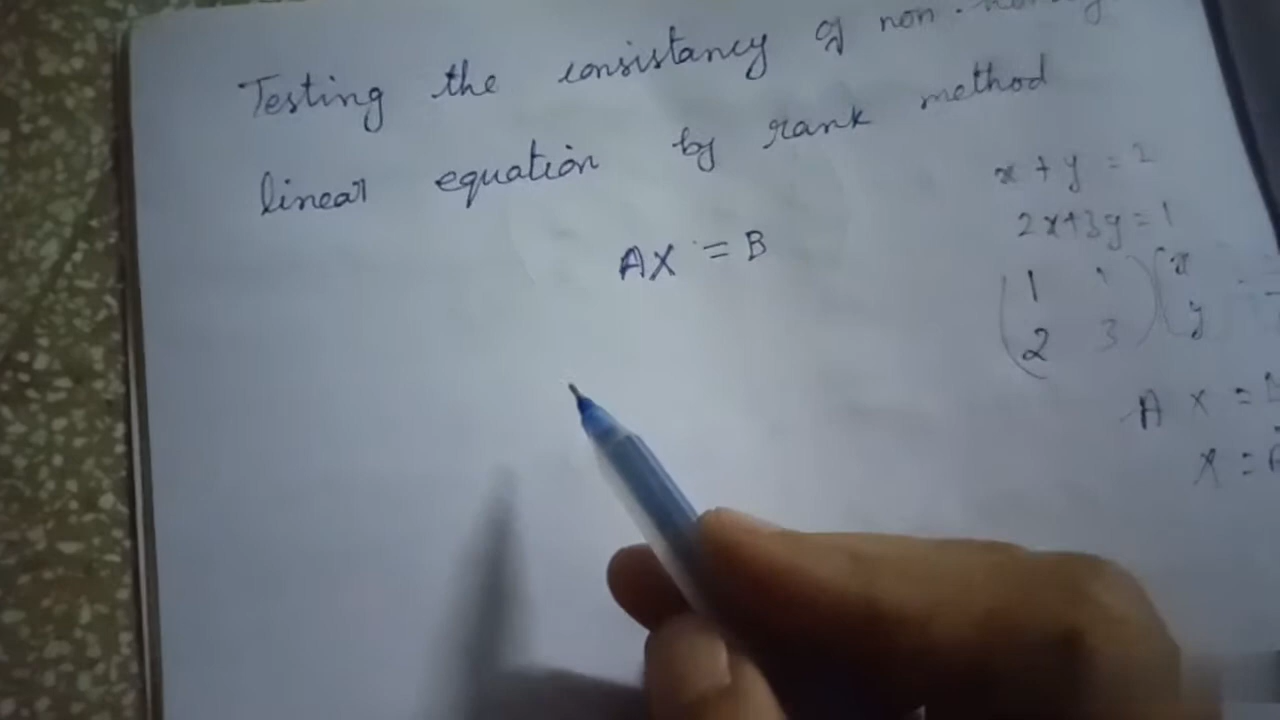 Testing the consistancy of non-
linear equation by rank method
AX = B
x + y = 2
2x+3y = 1
1 1 x
2 3 y
A X =
X =